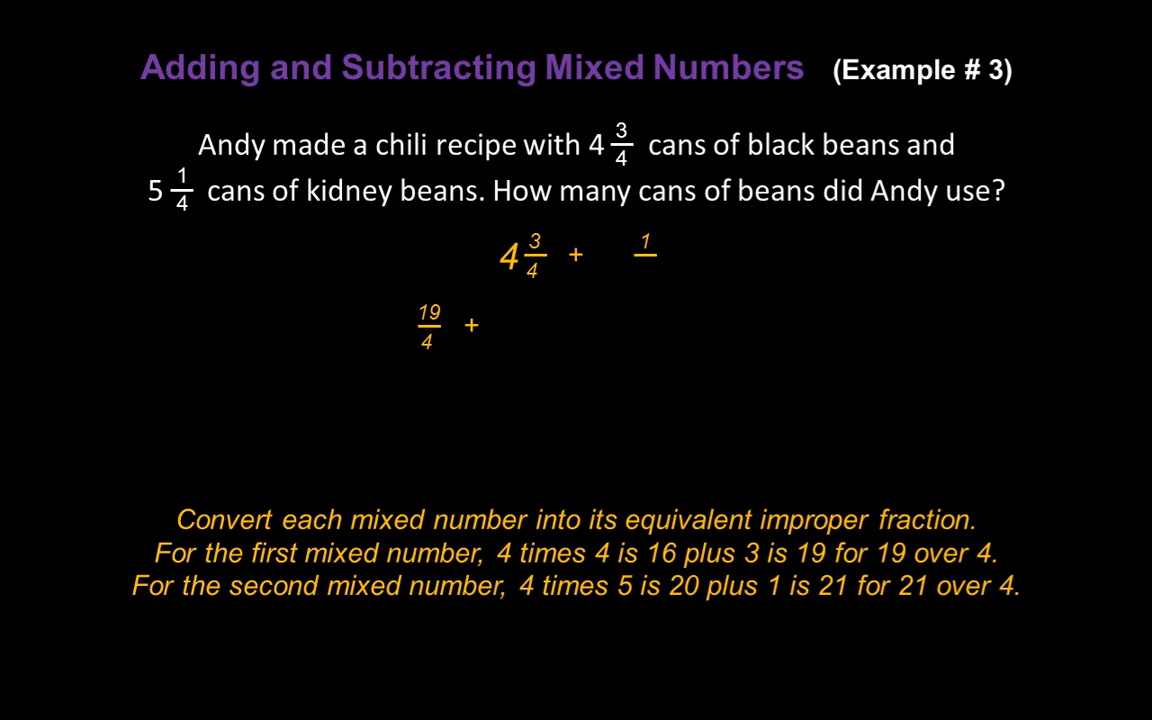 Adding and Subtracting Mixed Numbers (Example # 3)
Andy made a chili recipe with 4 3/4 cans of black beans and
5 1/4 cans of kidney beans. How many cans of beans did Andy use?
4 3/4 + 1/
19/4 +
Convert each mixed number into its equivalent improper fraction.
For the first mixed number, 4 times 4 is 16 plus 3 is 19 for 19 over 4.
For the second mixed number, 4 times 5 is 20 plus 1 is 21 for 21 over 4.